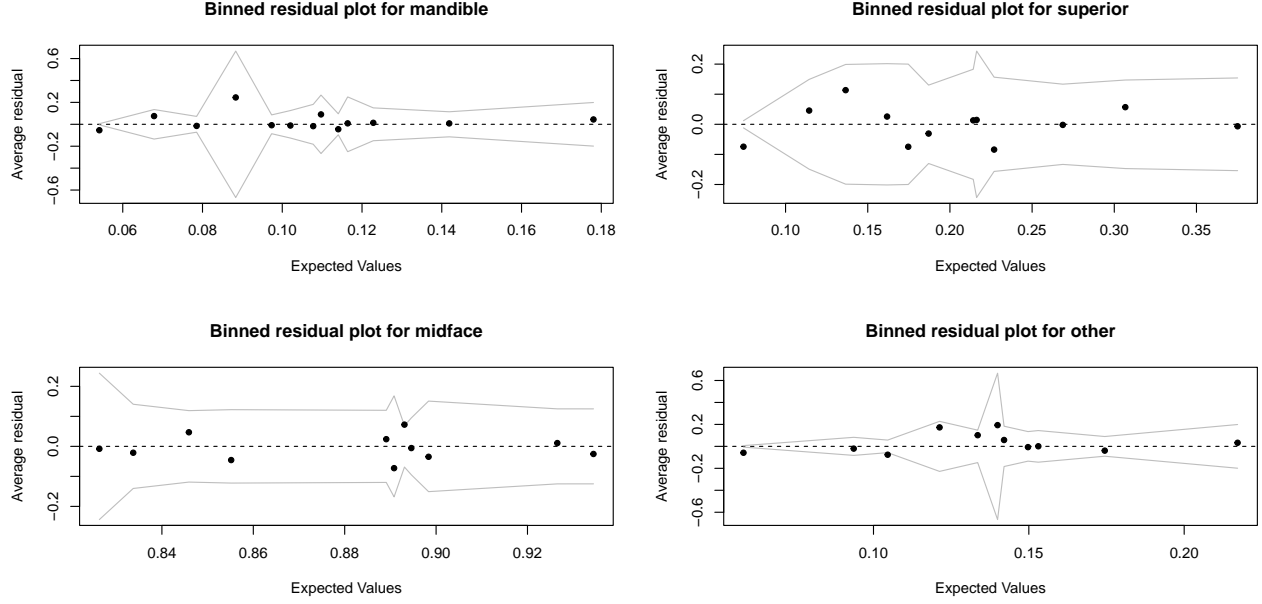 Binned residual plot for mandible
Average residual
−0.6
−0.2
0.2
0.6
0.06
0.08
0.10
0.12
0.14
0.16
0.18
Expected Values
Binned residual plot for superior
Average residual
−0.2
0.0
0.2
0.10
0.15
0.20
0.25
0.30
0.35
Expected Values
Binned residual plot for midface
Average residual
−0.2
0.0
0.2
0.84
0.86
0.88
0.90
0.92
Expected Values
Binned residual plot for other
Average residual
−0.6
−0.2
0.2
0.6
0.10
0.15
0.20
Expected Values